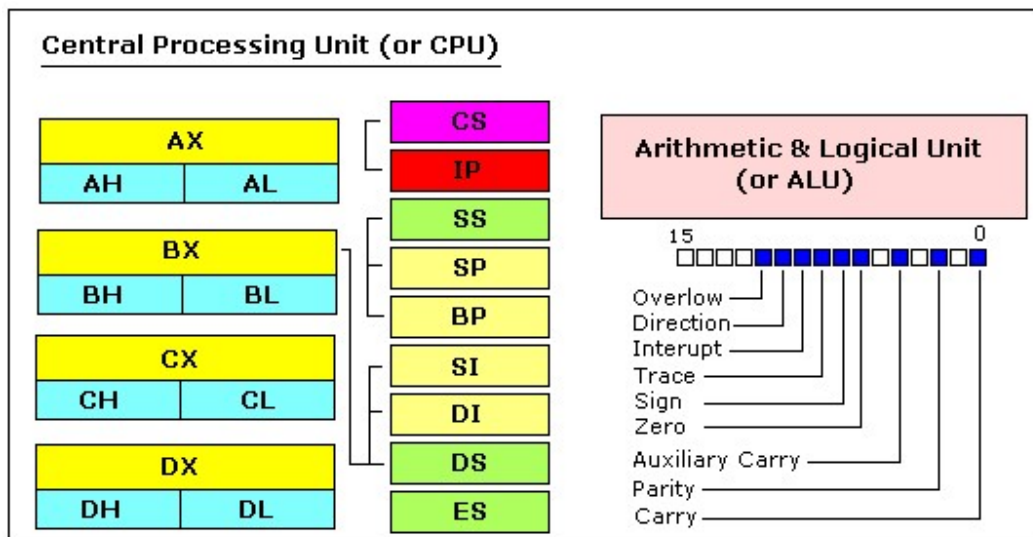 Central Processing Unit (or CPU)
AX
AH AL
BX
BH BL
CX
CH CL
DX
DH DL
CS
IP
SS
SP
BP
SI
DI
DS
ES
Arithmetic & Logical Unit
(or ALU)
15 0
Overlow
Direction
Interupt
Trace
Sign
Zero
Auxiliary Carry
Parity
Carry